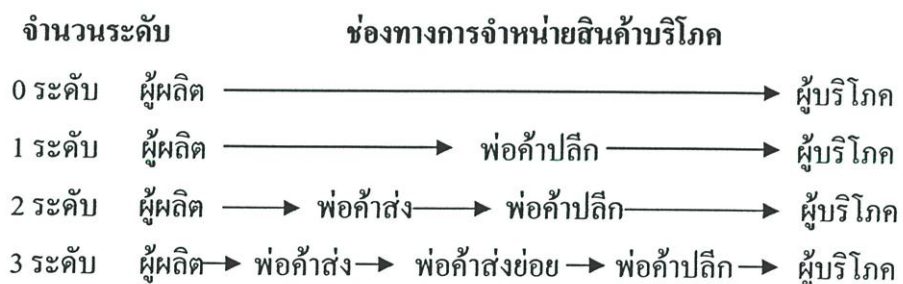 จำนวนระดับ ช่องทางการจำหน่ายสินค้าบริโภค
0 ระดับ ผู้ผลิต ผู้บริโภค
1 ระดับ ผู้ผลิต พ่อค้าปลีก ผู้บริโภค
2 ระดับ ผู้ผลิต พ่อค้าส่ง พ่อค้าปลีก ผู้บริโภค
3 ระดับ ผู้ผลิต พ่อค้าส่ง พ่อค้าส่งย่อย พ่อค้าปลีก ผู้บริโภค